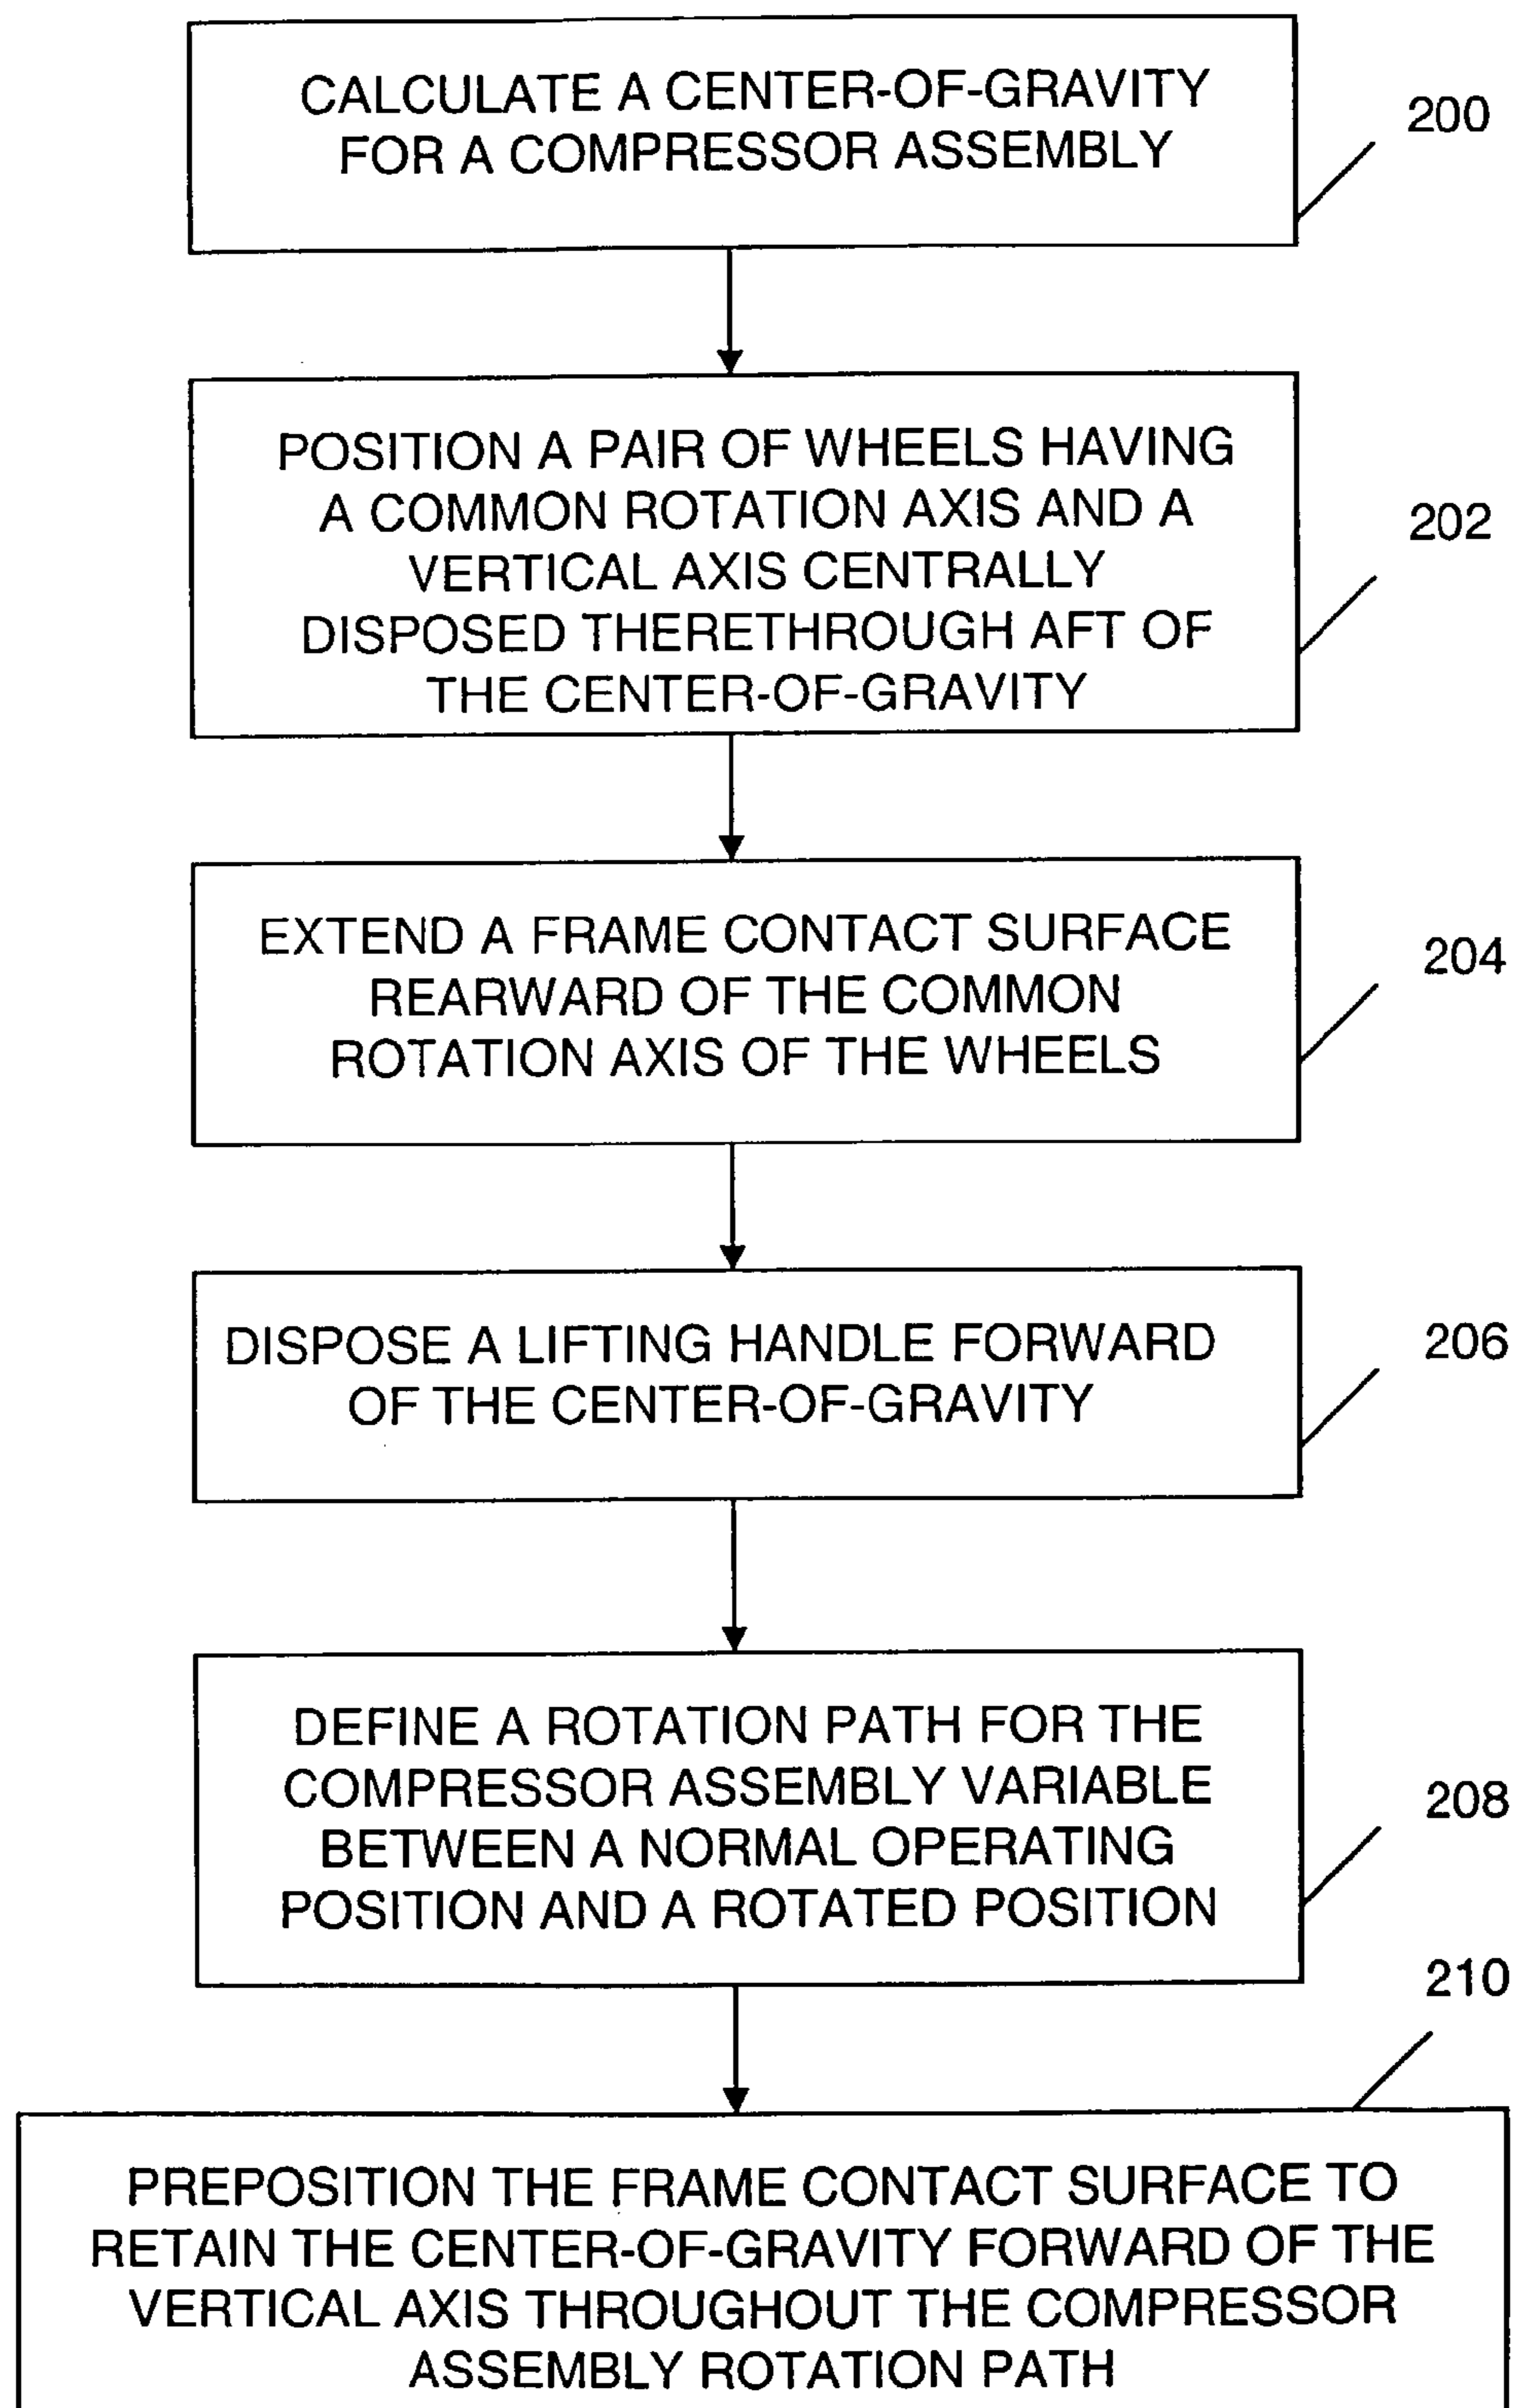 CALCULATE A CENTER-OF-GRAVITY
FOR A COMPRESSOR ASSEMBLY
200
POSITION A PAIR OF WHEELS HAVING
A COMMON ROTATION AXIS AND A
VERTICAL AXIS CENTRALLY
DISPOSED THERETHROUGH AFT OF
THE CENTER-OF-GRAVITY
202
EXTEND A FRAME CONTACT SURFACE
REARWARD OF THE COMMON
ROTATION AXIS OF THE WHEELS
204
DISPOSE A LIFTING HANDLE FORWARD
OF THE CENTER-OF-GRAVITY
206
DEFINE A ROTATION PATH FOR THE
COMPRESSOR ASSEMBLY VARIABLE
BETWEEN A NORMAL OPERATING
POSITION AND A ROTATED POSITION
208
210
PREPOSITION THE FRAME CONTACT SURFACE TO
RETAIN THE CENTER-OF-GRAVITY FORWARD OF THE
VERTICAL AXIS THROUGHOUT THE COMPRESSOR
ASSEMBLY ROTATION PATH